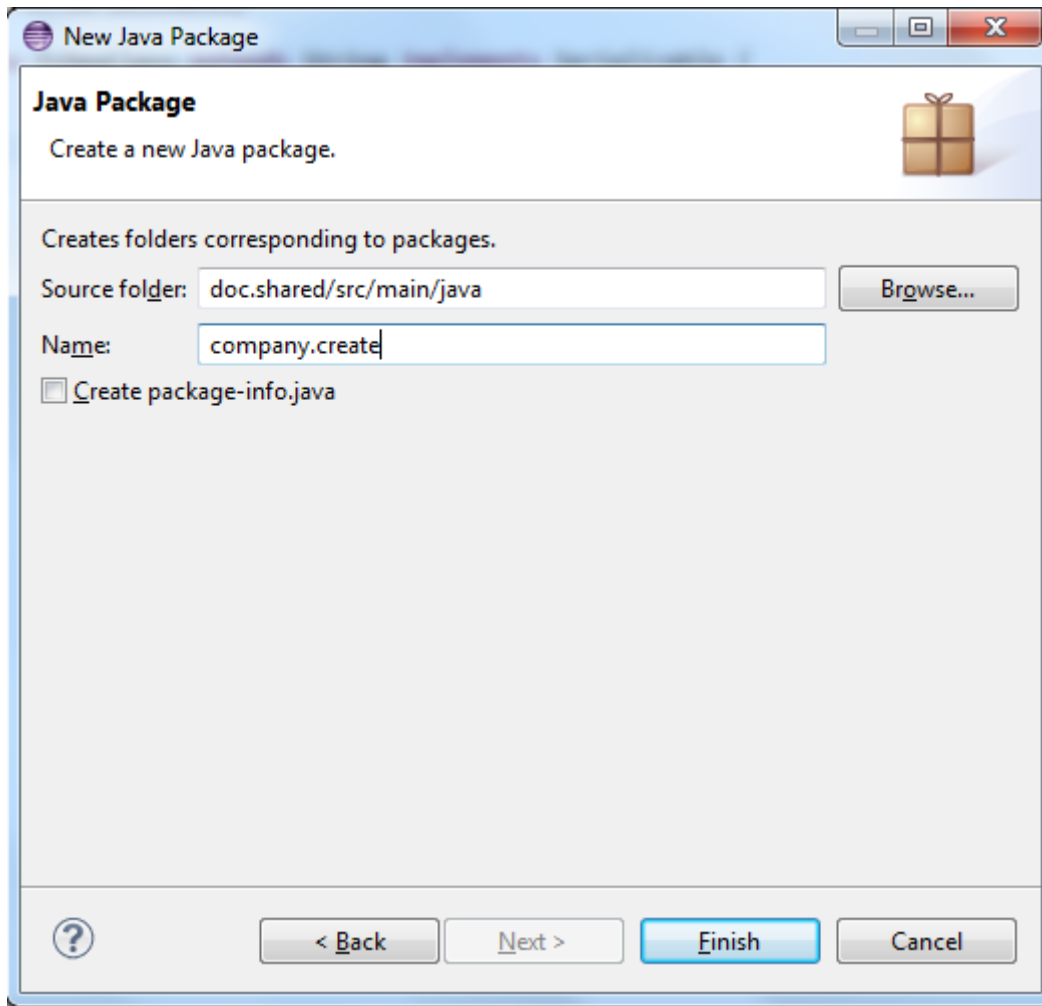 New Java Package
Java Package
Create a new Java package.
Creates folders corresponding to packages.
Source folder: doc.shared/src/main/java Browse...
Name: company.create
Create package-info.java
? < Back Next > Finish Cancel